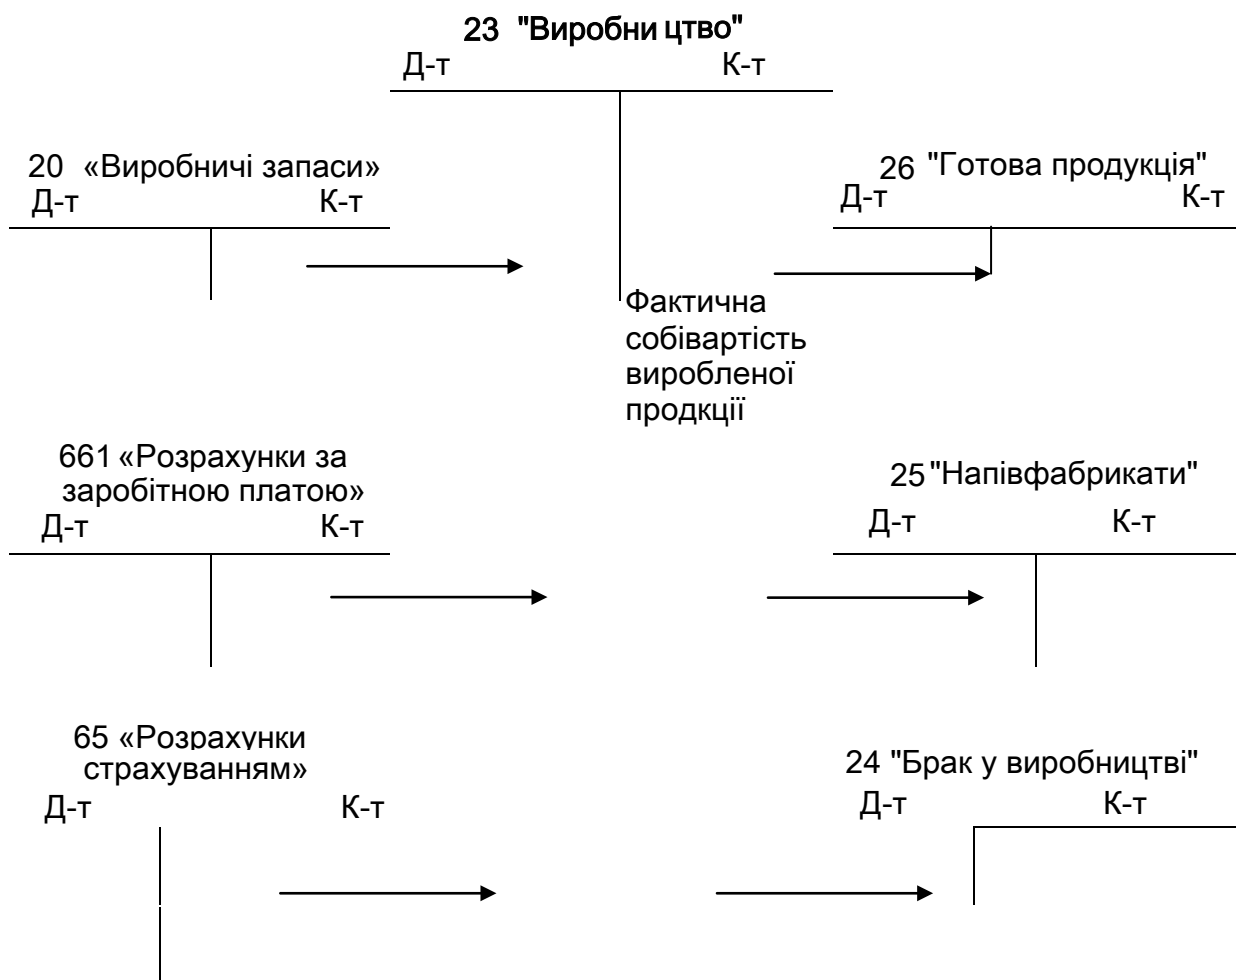 23 "Виробни цтво"
Д-т К-т
20 «Виробничі запаси»
Д-т К-т
26 "Готова продукція"
Д-т К-т
Фактична
собівартість
виробленої
продкції
661 «Розрахунки за
заробітною платою»
Д-т К-т
25 "Напівфабрикати"
Д-т К-т
65 «Розрахунки
страхуванням»
Д-т К-т
24 "Брак у виробництві"
Д-т К-т